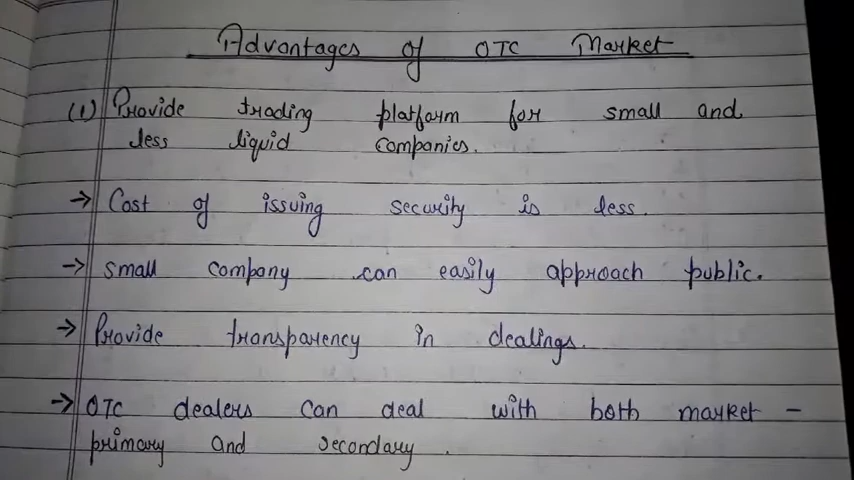 Advantages of OTC Market
(1) Provide trading platform for small and
less liquid companies.
→ Cost of issuing security is less.
→ Small company can easily approach public.
→ Provide transparency in dealings.
→ OTC dealers can deal with both market -
primary and secondary.